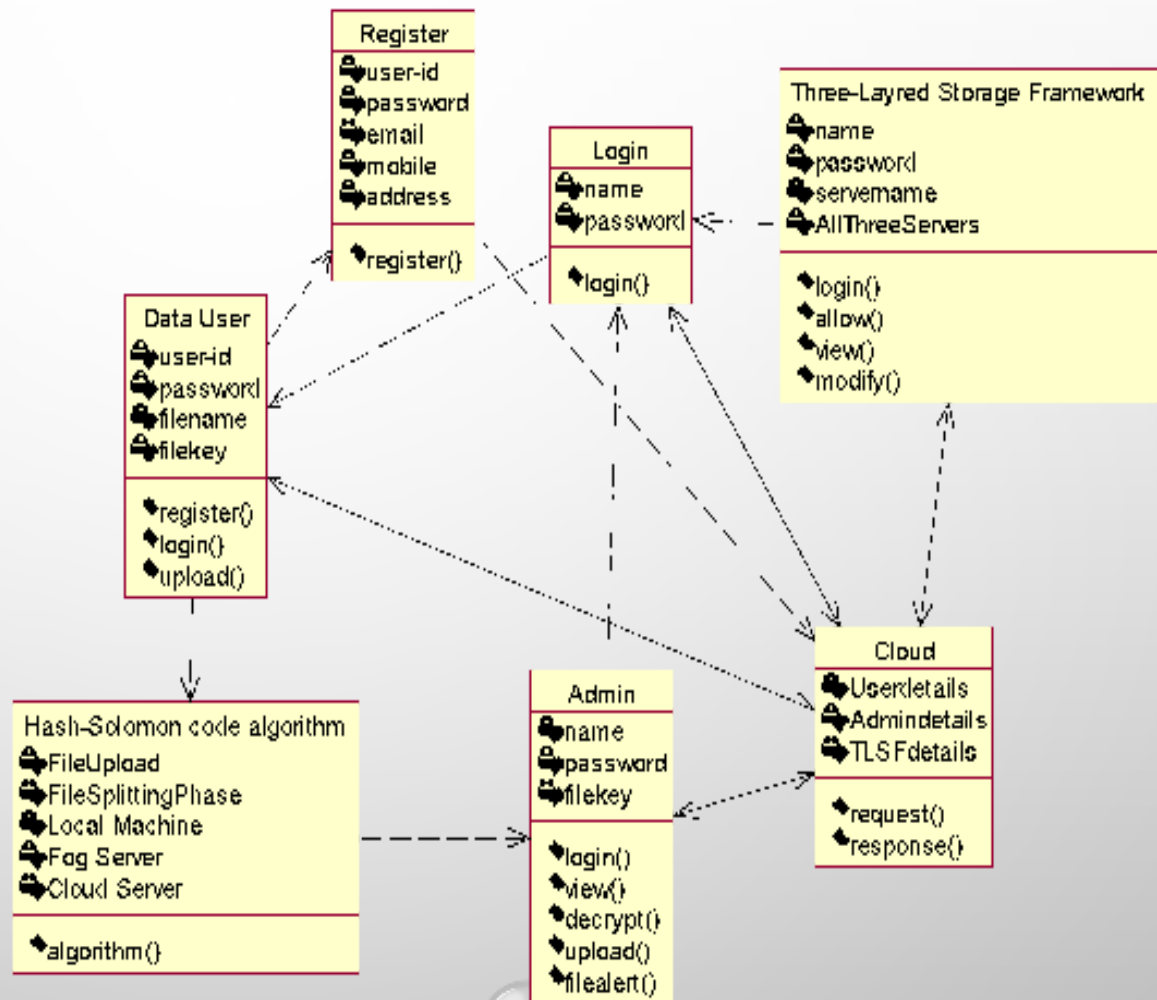 Register
user-id
password
email
mobile
address
register()
Three-Layred Storage Framework
name
password
servername
AllThreeServers
login()
allow()
view()
modify()
Login
name
password
login()
Data User
user-id
password
filename
filekey
register()
login()
upload()
Cloud
Userdetails
Admindetails
TLSFdetails
request()
response()
Admin
name
password
filekey
login()
view()
decrypt()
upload()
filealert()
Hash-Solomon code algorithm
FileUpload
FileSplittingPhase
Local Machine
Fog Server
Cloud Server
algorithm()